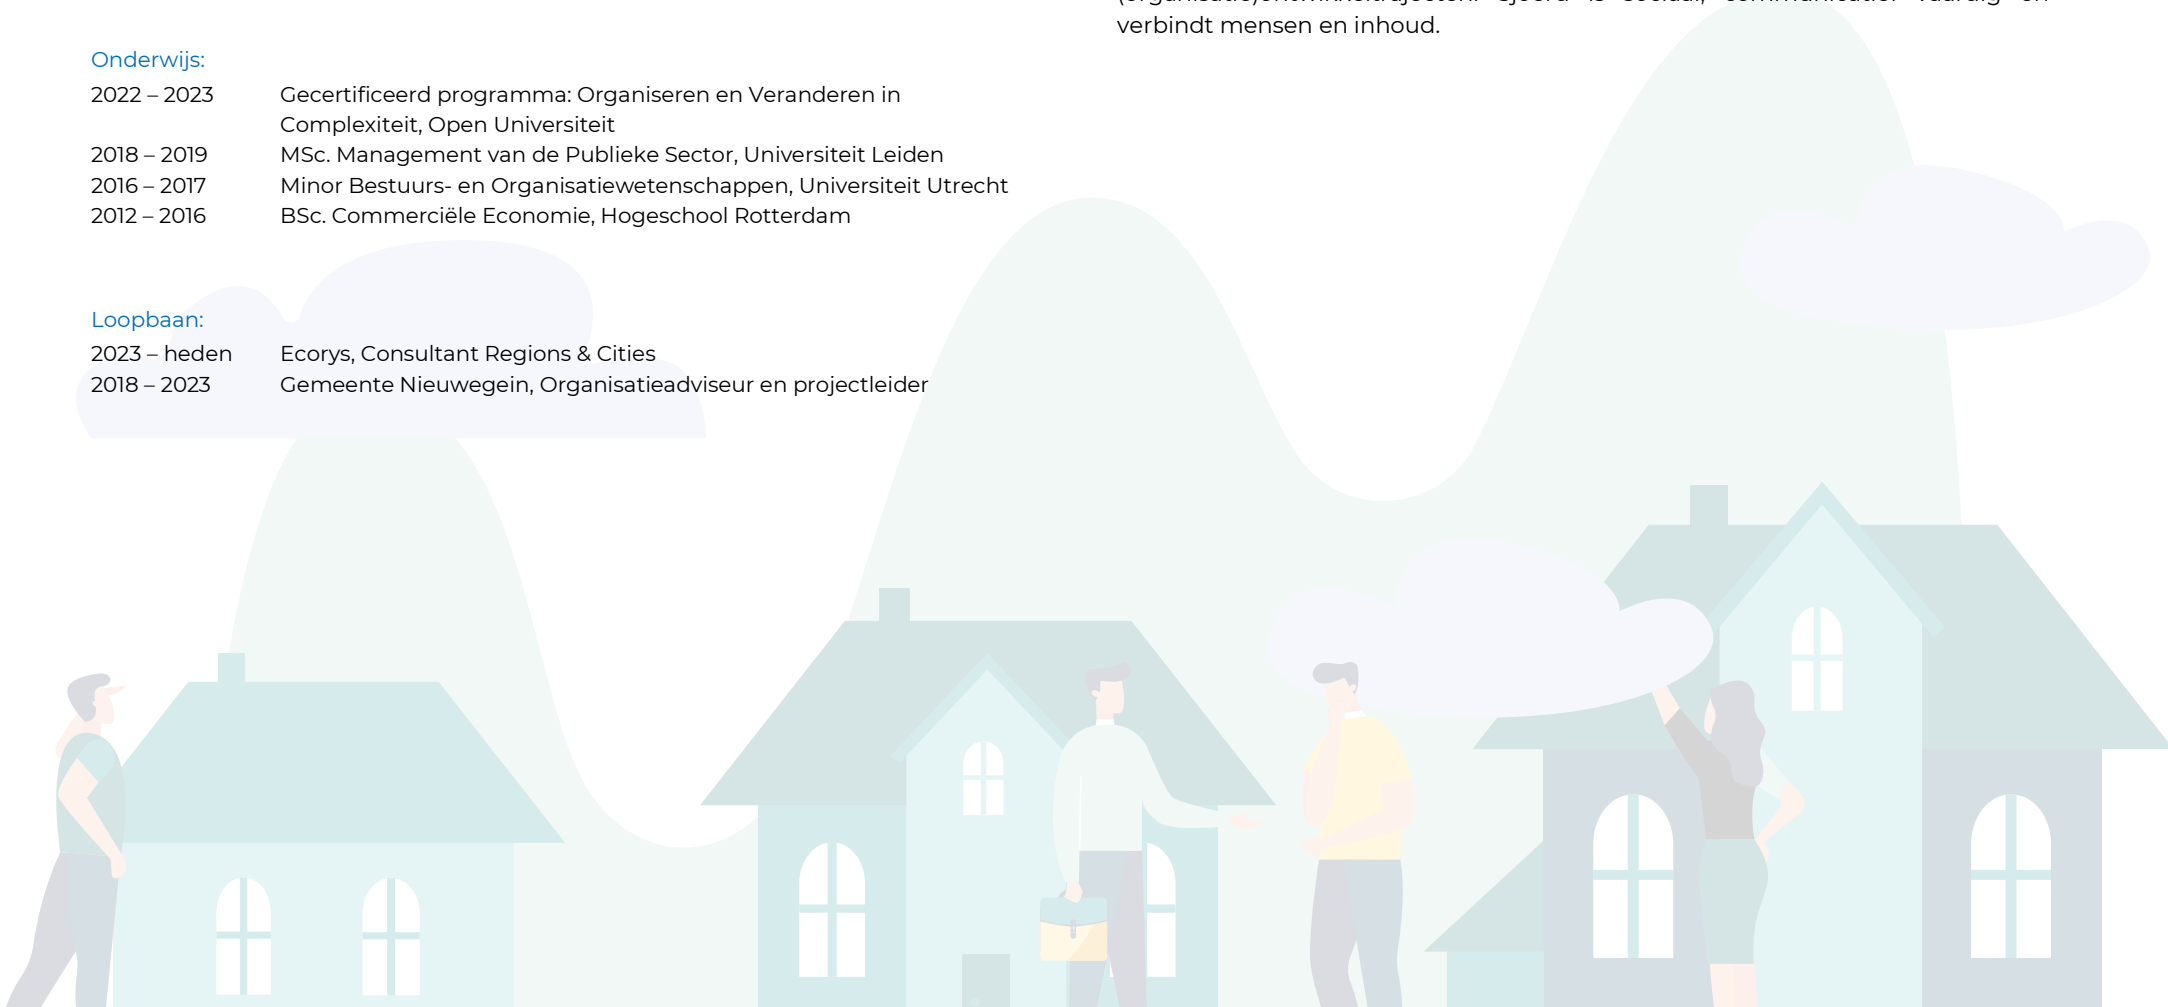 verbindt mensen en inhoud.
Onderwijs:
2022 – 2023 Gecertificeerd programma: Organiseren en Veranderen in
Complexiteit, Open Universiteit
2018 – 2019 MSc. Management van de Publieke Sector, Universiteit Leiden
2016 – 2017 Minor Bestuurs- en Organisatiewetenschappen, Universiteit Utrecht
2012 – 2016 BSc. Commerciële Economie, Hogeschool Rotterdam
Loopbaan:
2023 – heden Ecorys, Consultant Regions & Cities
2018 – 2023 Gemeente Nieuwegein, Organisatieadviseur en projectleider